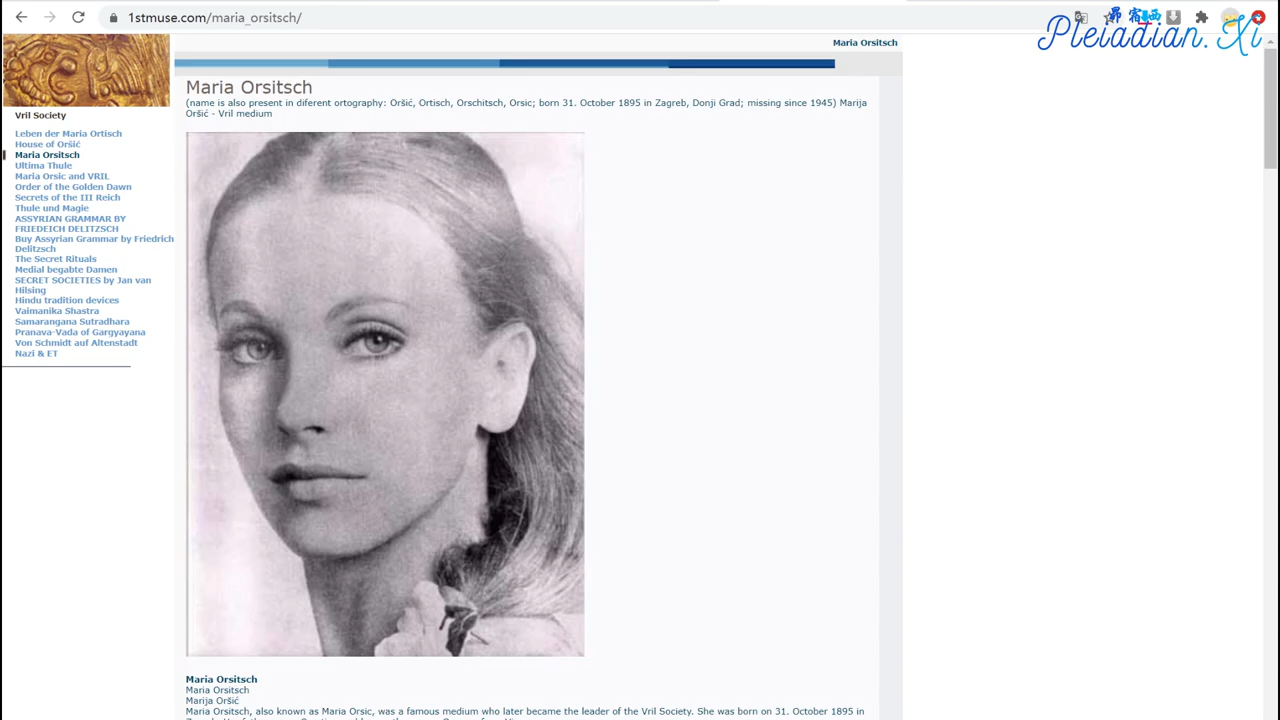 1stmuse.com/maria_orsitsch/
昴宿西
Pleiadian.Xi
Maria Orsitsch
Vril Society
Leben der Maria Ortisch
House of Oršić
Maria Orsitsch
Ultima Thule
Maria Orsic and VRIL
Order of the Golden Dawn
Secrets of the III Reich
Thule und Magie
ASSYRIAN GRAMMAR BY
FRIEDEICH DELITZSCH
Buy Assyrian Grammar by Friedrich
Delitzsch
The Secret Rituals
Medial begabte Damen
SECRET SOCIETIES by Jan van
Hilsing
Hindu tradition devices
Vaimanika Shastra
Samarangana Sutradhara
Pranava-Vada of Gargyayana
Von Schmidt auf Altenstadt
Nazi & ET
Maria Orsitsch
(name is also present in diferent ortography: Oršić, Ortisch, Orschitsch, Orsic; born 31. October 1895 in Zagreb, Donji Grad; missing since 1945) Marija
Oršić - Vril medium
Maria Orsitsch
Maria Orsitsch
Marija Oršić
Maria Orsitsch, also known as Maria Orsic, was a famous medium who later became the leader of the Vril Society. She was born on 31. October 1895 in